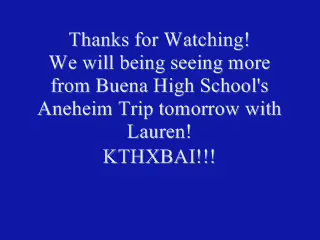 Thanks for Watching!
We will being seeing more
from Buena High School's
Aneheim Trip tomorrow with
Lauren!
KTHXBAI!!!